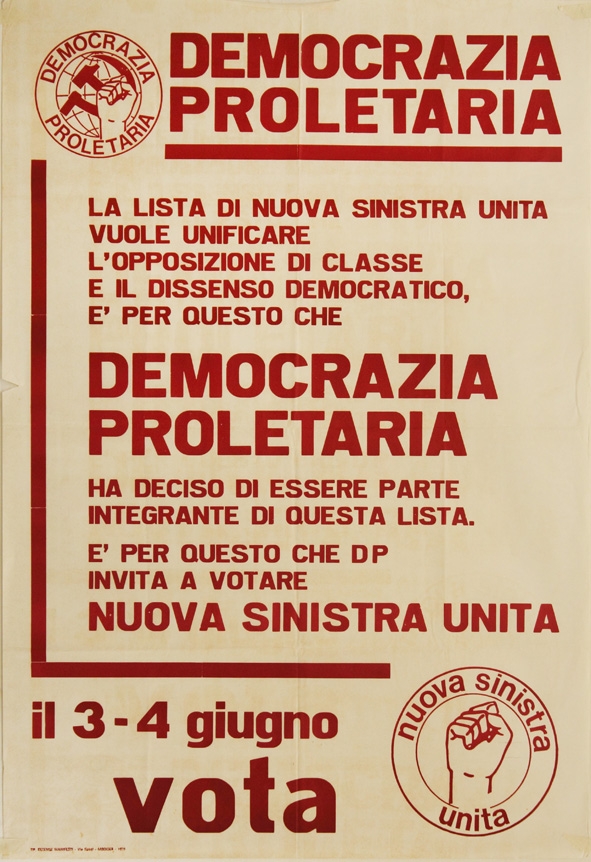 DEMOCRAZIA
PROLETARIA
DEMOCRAZIA
PROLETARIA
LA LISTA DI NUOVA SINISTRA UNITA
VUOLE UNIFICARE
L'OPPOSIZIONE DI CLASSE
E IL DISSENSO DEMOCRATICO,
E' PER QUESTO CHE
DEMOCRAZIA
PROLETARIA
HA DECISO DI ESSERE PARTE
INTEGRANTE DI QUESTA LISTA.
E' PER QUESTO CHE DP
INVITA A VOTARE
NUOVA SINISTRA UNITA
il 3-4 giugno
vota
nuova sinistra
unita